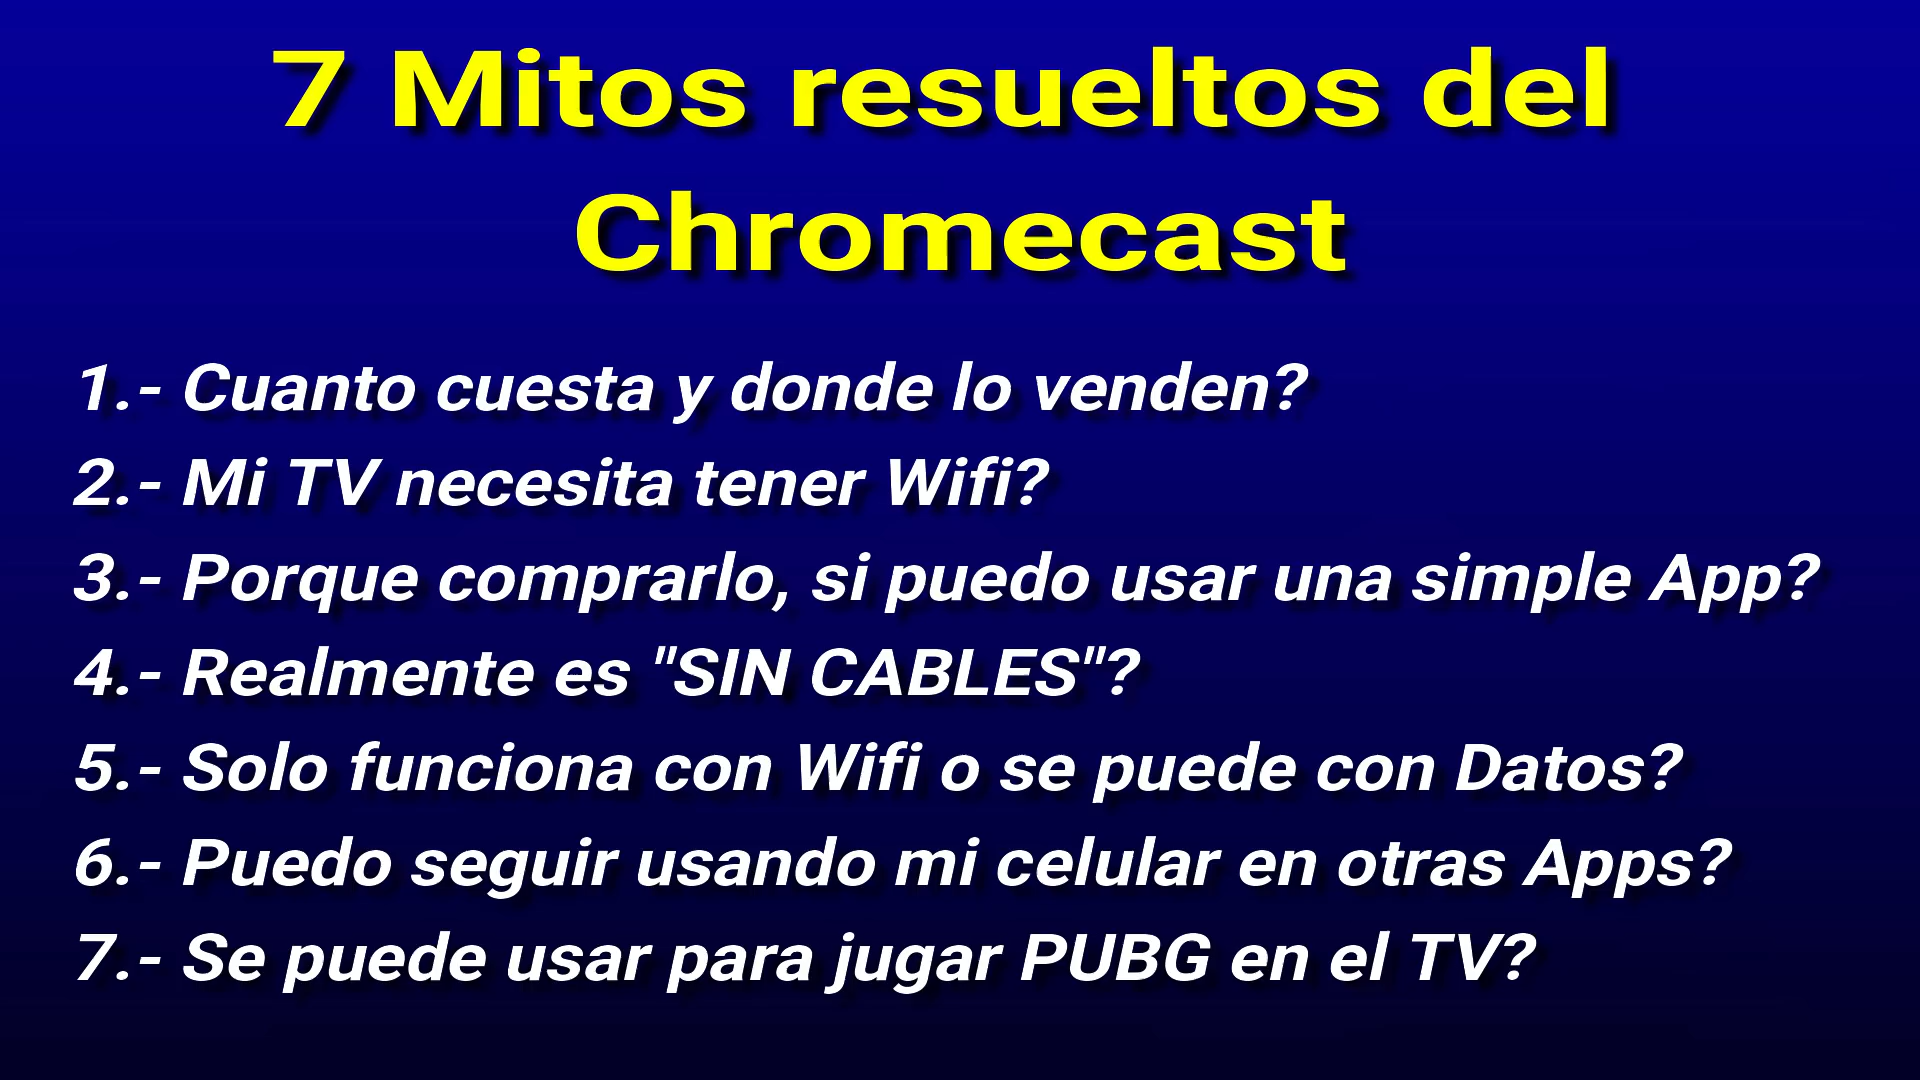 7 Mitos resueltos del
Chromecast
1.- Cuanto cuesta y donde lo venden?
2.- Mi TV necesita tener Wifi?
3.- Porque comprarlo, si puedo usar una simple App?
4.- Realmente es "SIN CABLES"?
5.- Solo funciona con Wifi o se puede con Datos?
6.- Puedo seguir usando mi celular en otras Apps?
7.- Se puede usar para jugar PUBG en el TV?